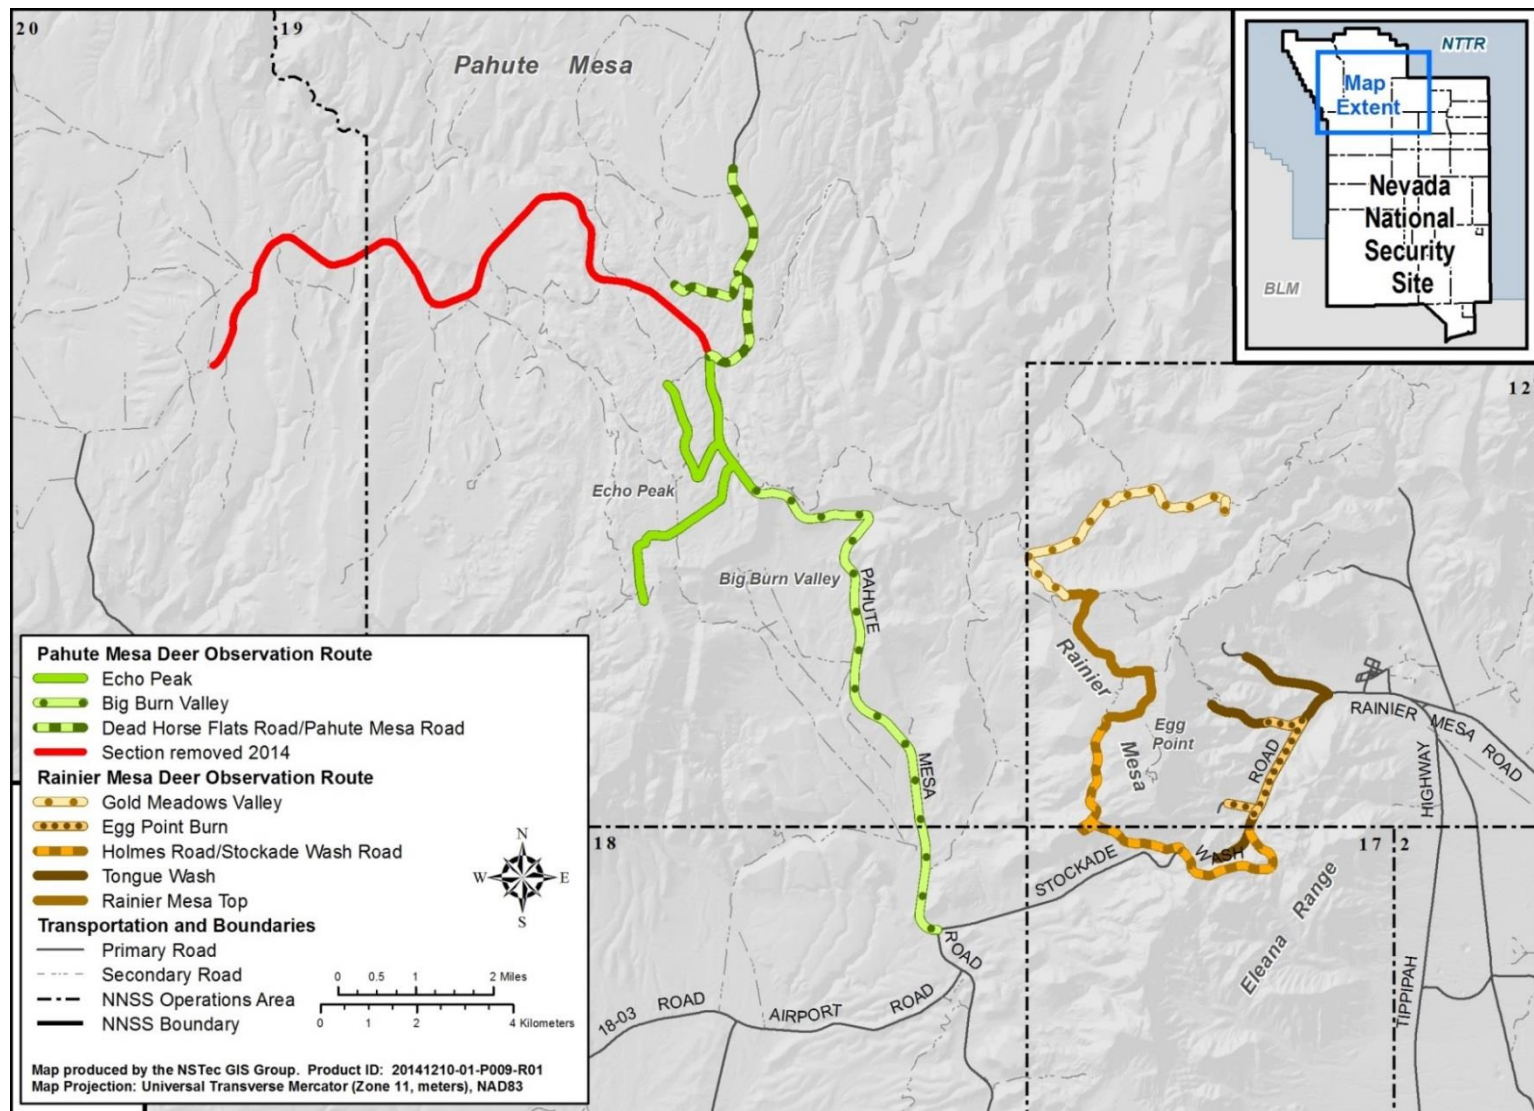 20
19
Pahute Mesa
NTTR
Map
Extent
Nevada
National
Security
Site
BLM
12
Echo Peak
Big Burn Valley
PAHUTE
MESA
ROAD
Rainier
Mesa
Egg
Point
ROAD
RAINIER MESA ROAD
HIGHWAY
TIPPIPAH
18
17
2
STOCKADE
WASH
Eleana Range
18-03 ROAD
AIRPORT ROAD
Pahute Mesa Deer Observation Route
Echo Peak
Big Burn Valley
Dead Horse Flats Road/Pahute Mesa Road
Section removed 2014
Rainier Mesa Deer Observation Route
Gold Meadows Valley
Egg Point Burn
Holmes Road/Stockade Wash Road
Tongue Wash
Rainier Mesa Top
Transportation and Boundaries
Primary Road
Secondary Road
NNSS Operations Area
NNSS Boundary
N
W E
S
0 0.5 1 2 Miles
0 1 2 4 Kilometers
Map produced by the NSTec GIS Group. Product ID: 20141210-01-P009-R01
Map Projection: Universal Transverse Mercator (Zone 11, meters), NAD83